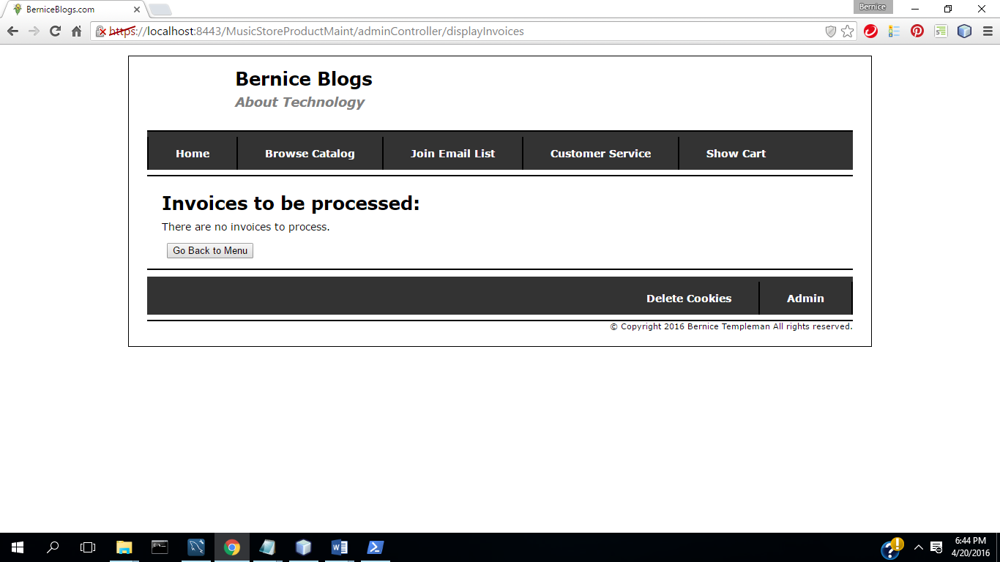 BerniceBlogs.com
Bernice
https://localhost:8443/MusicStoreProductMaint/adminController/displayInvoices
Bernice Blogs
About Technology
Home Browse Catalog Join Email List Customer Service Show Cart
Invoices to be processed:
There are no invoices to process.
Go Back to Menu
Delete Cookies Admin
© Copyright 2016 Bernice Templeman All rights reserved.
6:44 PM
4/20/2016